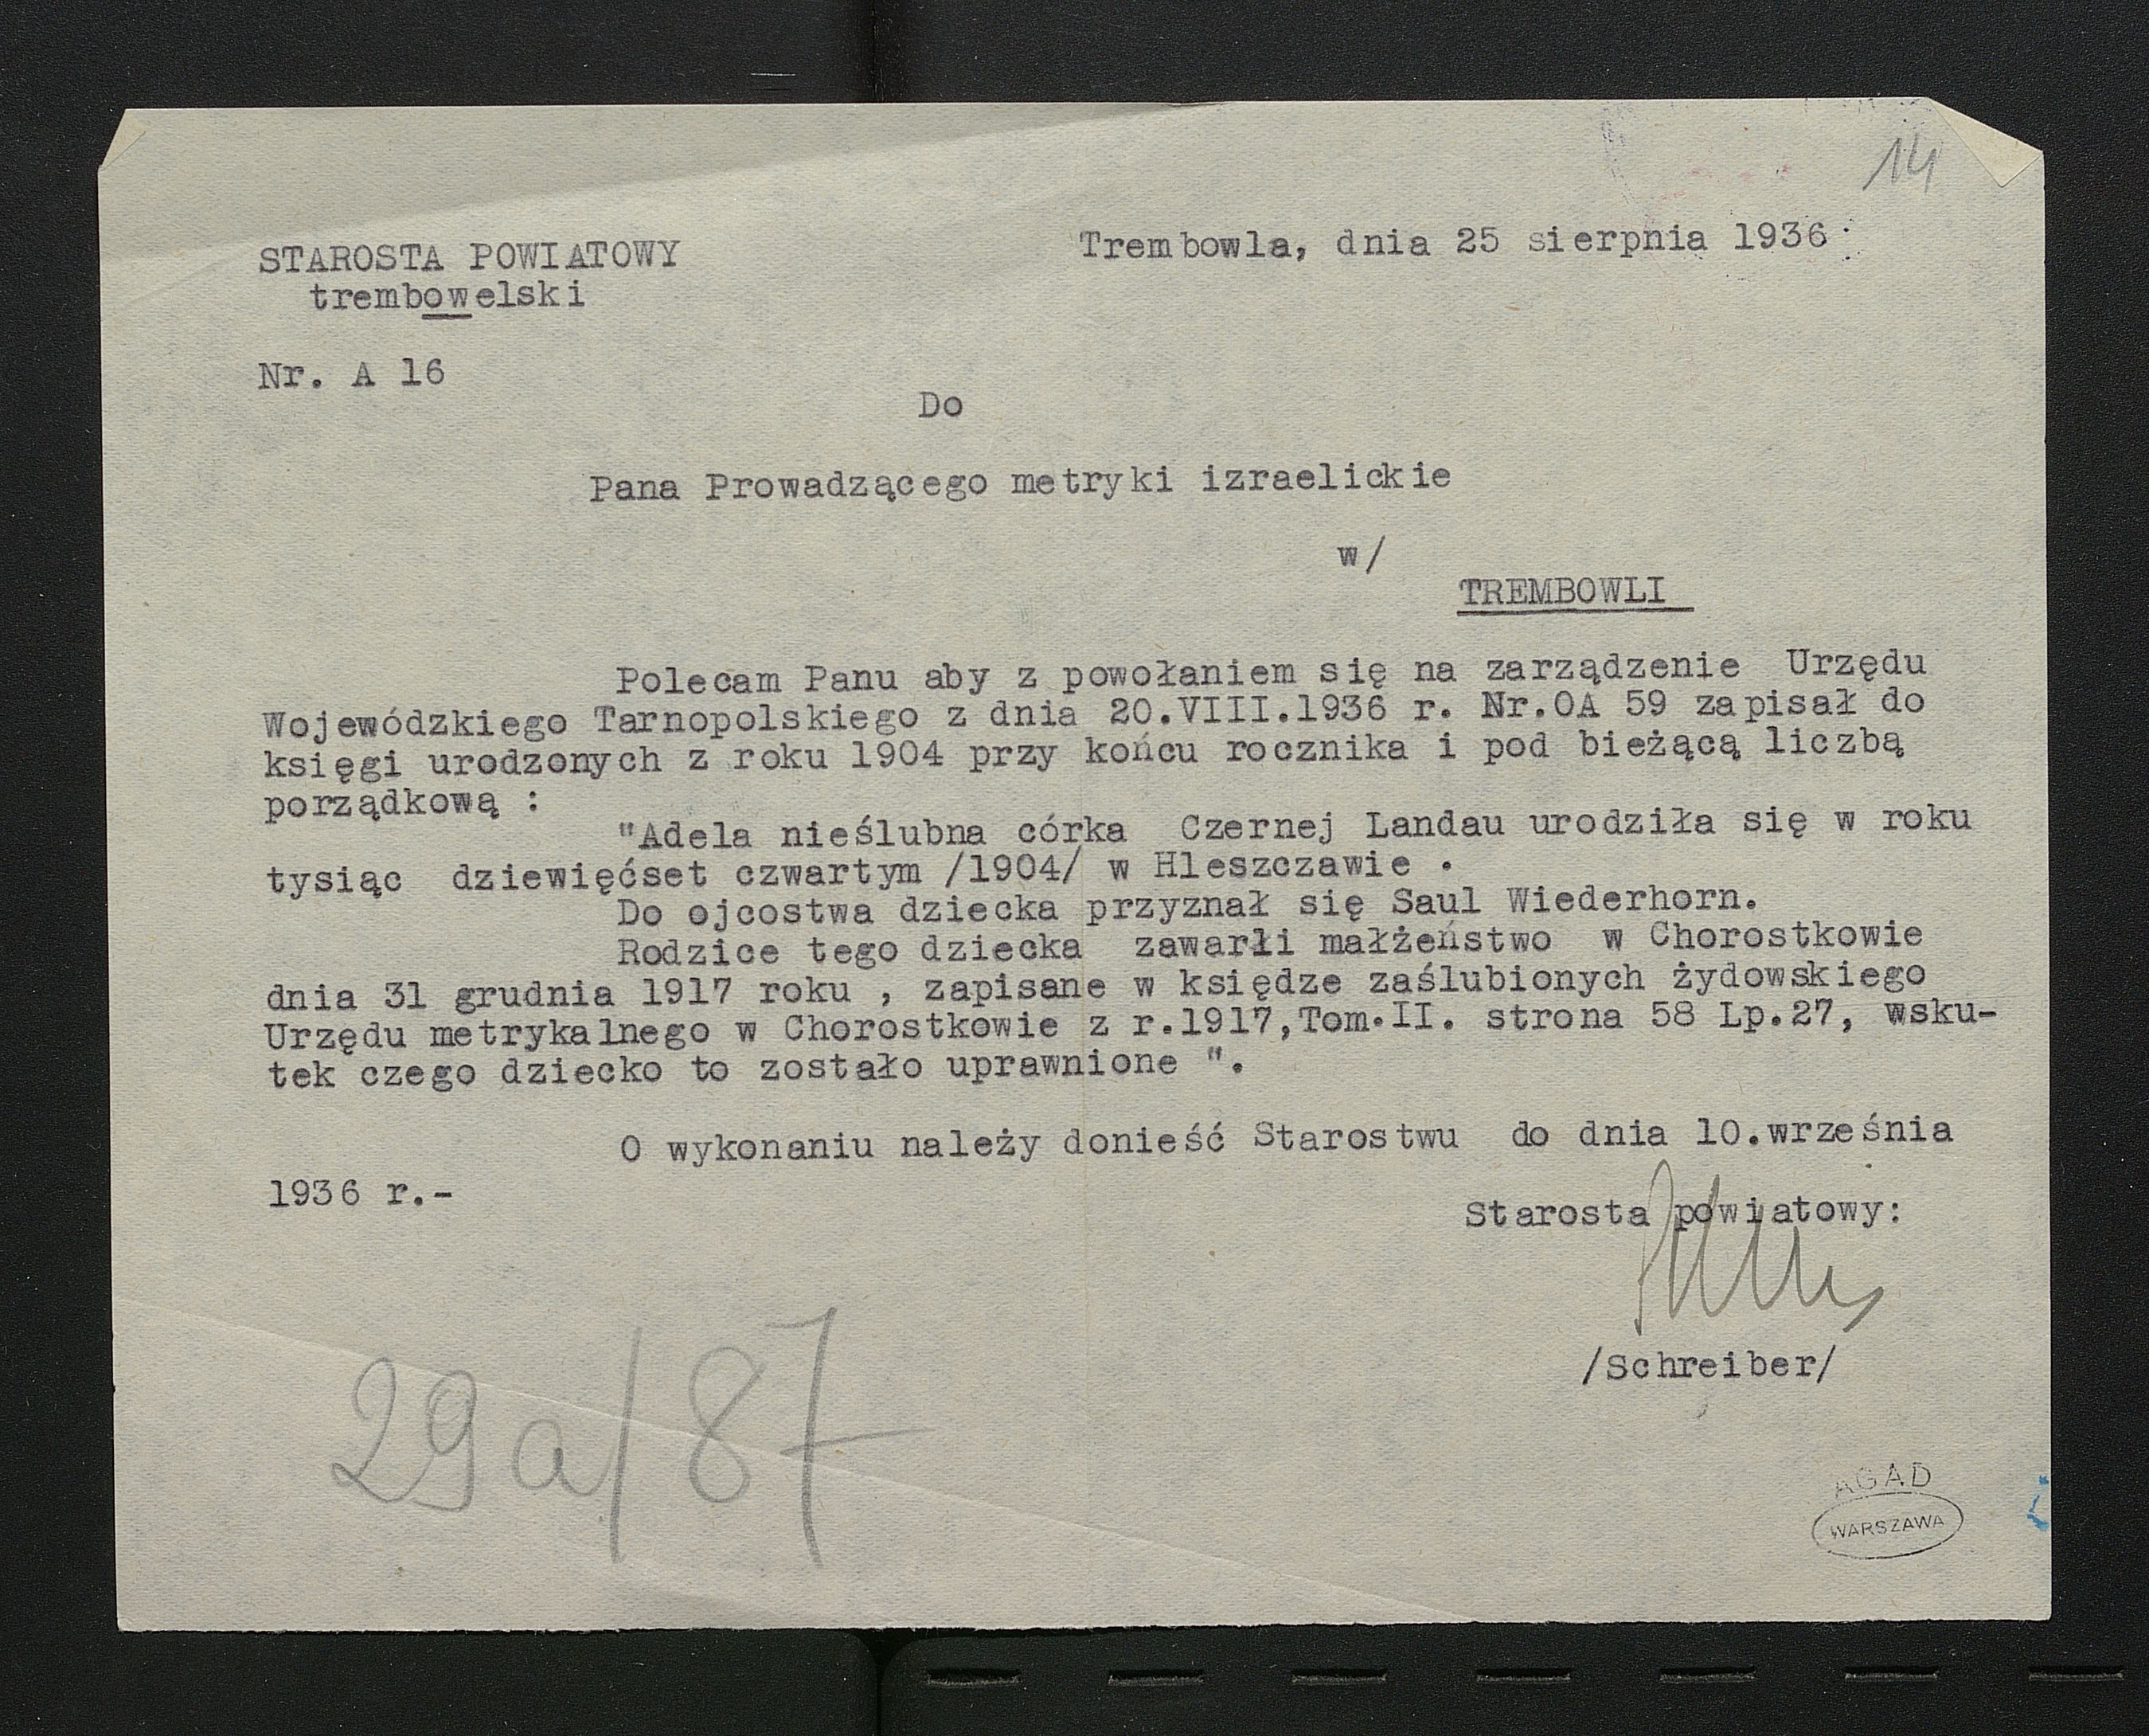 14
STAROSTA POWIATOWY
trembowelski
Trembowla, dnia 25 sierpnia 1936
Nr. A 16
Do
Pana Prowadzącego metryki izraelickie
w/
TREMBOWLI
Polecam Panu aby z powołaniem się na zarządzenie Urzędu
Wojewódzkiego Tarnopolskiego z dnia 20.VIII.1936 r. Nr.OA 59 zapisał do
księgi urodzonych z roku 1904 przy końcu rocznika i pod bieżącą liczbą
porządkową :
"Adela nieślubna córka Czernej Landau urodziła się w roku
tysiąc dziewięćset czwartym /1904/ w Hleszczawie .
Do ojcostwa dziecka przyznał się Saul Wiederhorn.
Rodzice tego dziecka zawarli małżeństwo w Chorostkowie
dnia 31 grudnia 1917 roku , zapisane w księdze zaślubionych żydowskiego
Urzędu metrykalnego w Chorostkowie z r.1917,Tom.II. strona 58 Lp.27, wsku-
tek czego dziecko to zostało uprawnione ".
O wykonaniu należy donieść Starostwu do dnia 10.września
1936 r.-
Starosta powiatowy:
/Schreiber/
29a/87
AGAD
WARSZAWA